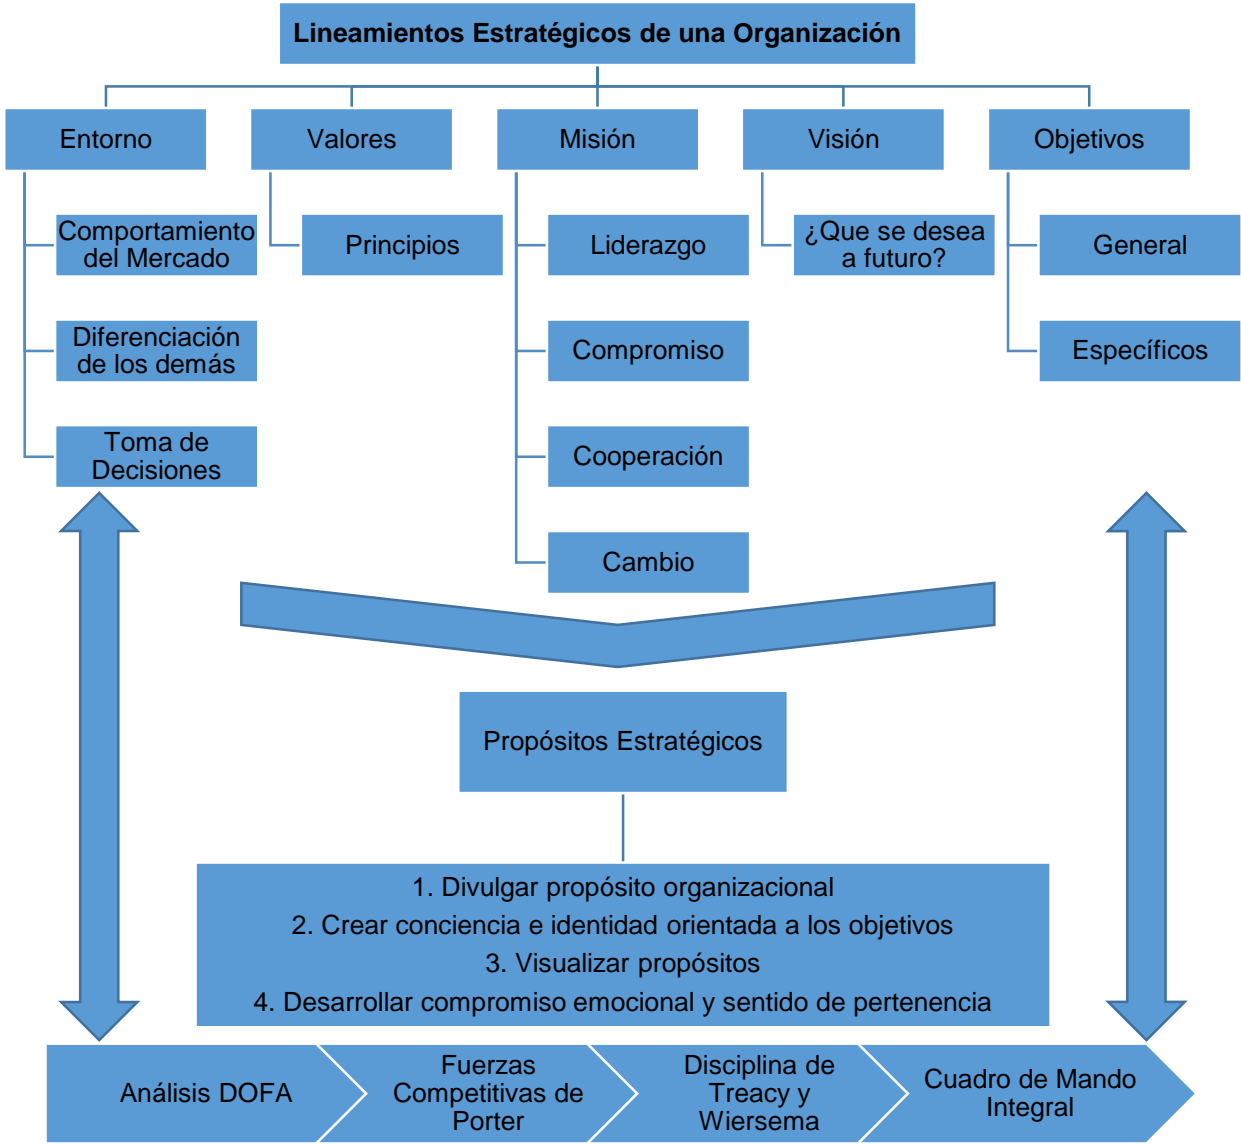 Lineamientos Estratégicos de una Organización
Entorno
Valores
Misión
Visión
Objetivos
Comportamiento
del Mercado
Principios
Liderazgo
¿Que se desea
a futuro?
General
Diferenciación
de los demás
Compromiso
Específicos
Toma de
Decisiones
Cooperación
Cambio
Propósitos Estratégicos
1. Divulgar propósito organizacional
2. Crear conciencia e identidad orientada a los objetivos
3. Visualizar propósitos
4. Desarrollar compromiso emocional y sentido de pertenencia
Análisis DOFA
Fuerzas
Competitivas de
Porter
Disciplina de
Treacy y
Wiersema
Cuadro de Mando
Integral